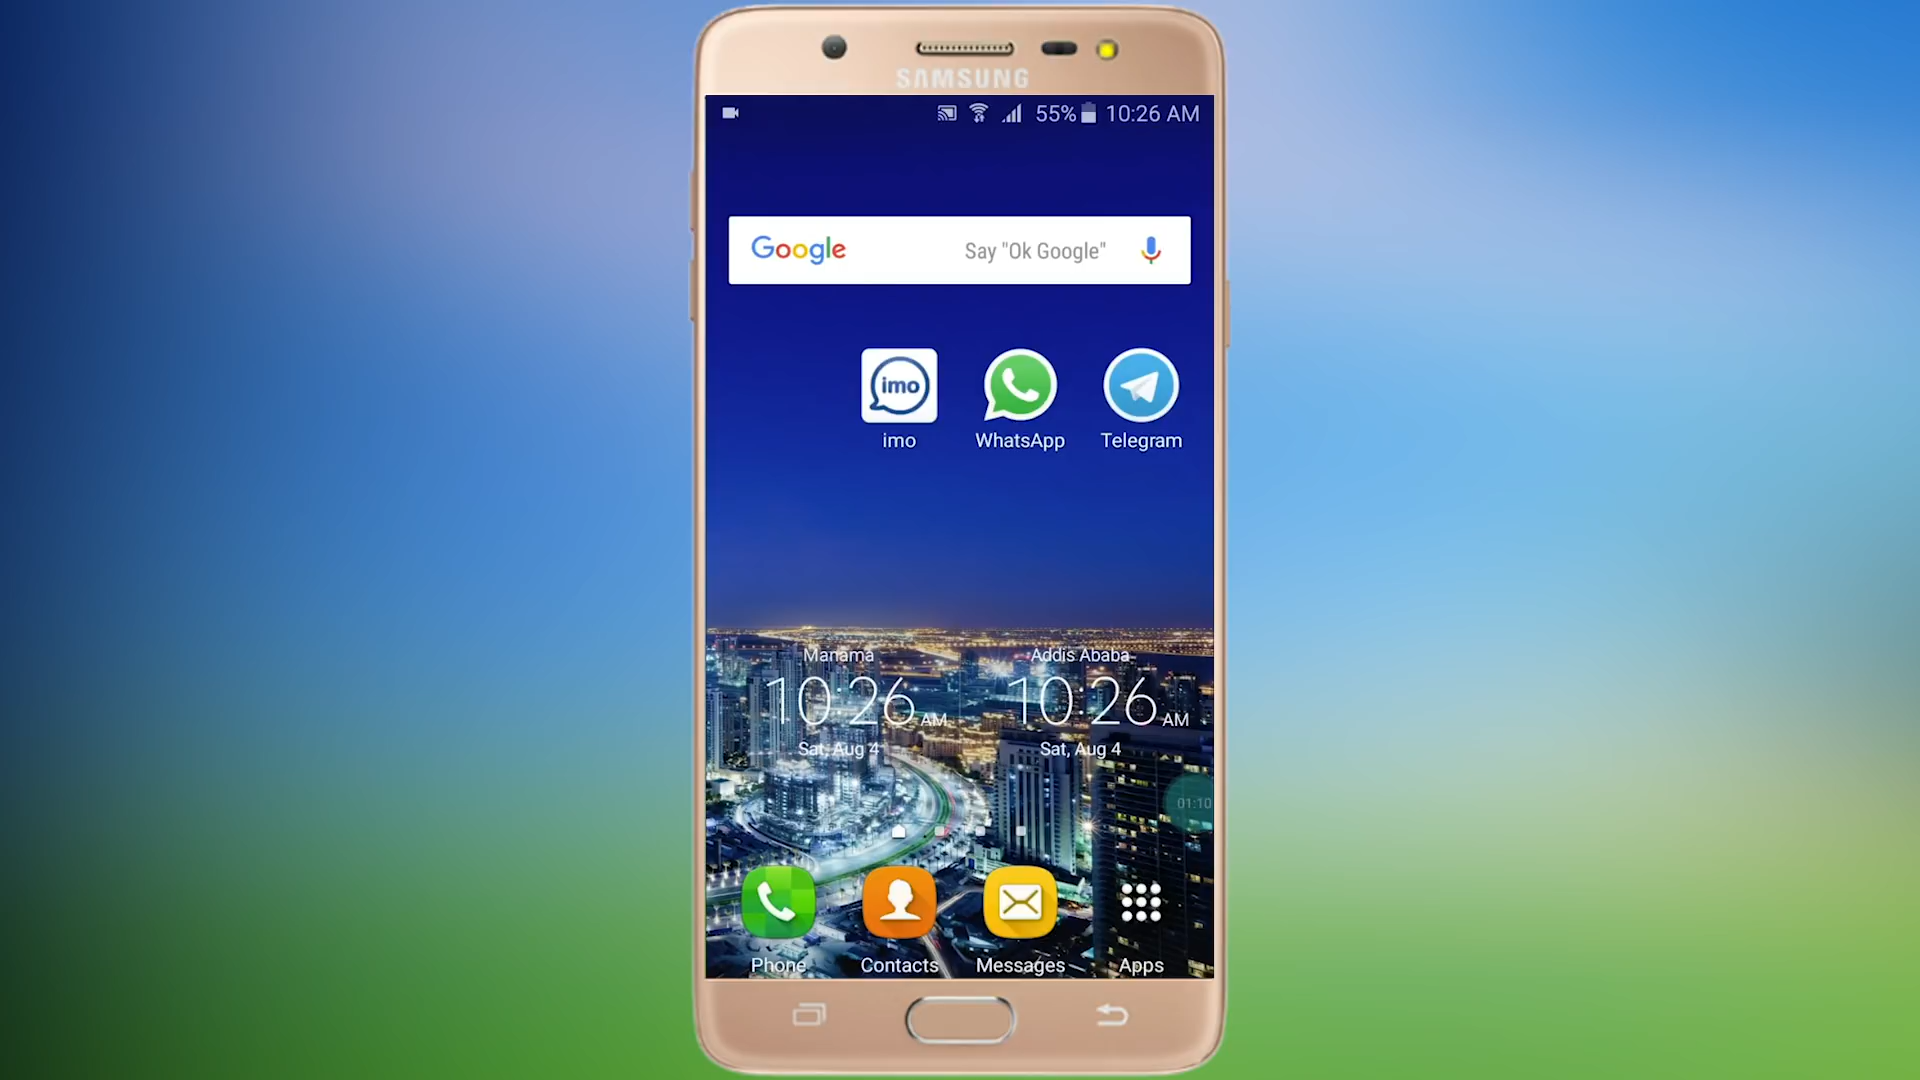 SAMSUNG
55% 10:26 AM
Google Say "Ok Google"
imo
imo WhatsApp Telegram
Manama Addis Ababa
10:26 AM 10:26 AM
Sat, Aug 4 Sat, Aug 4
01:10
Phone Contacts Messages Apps